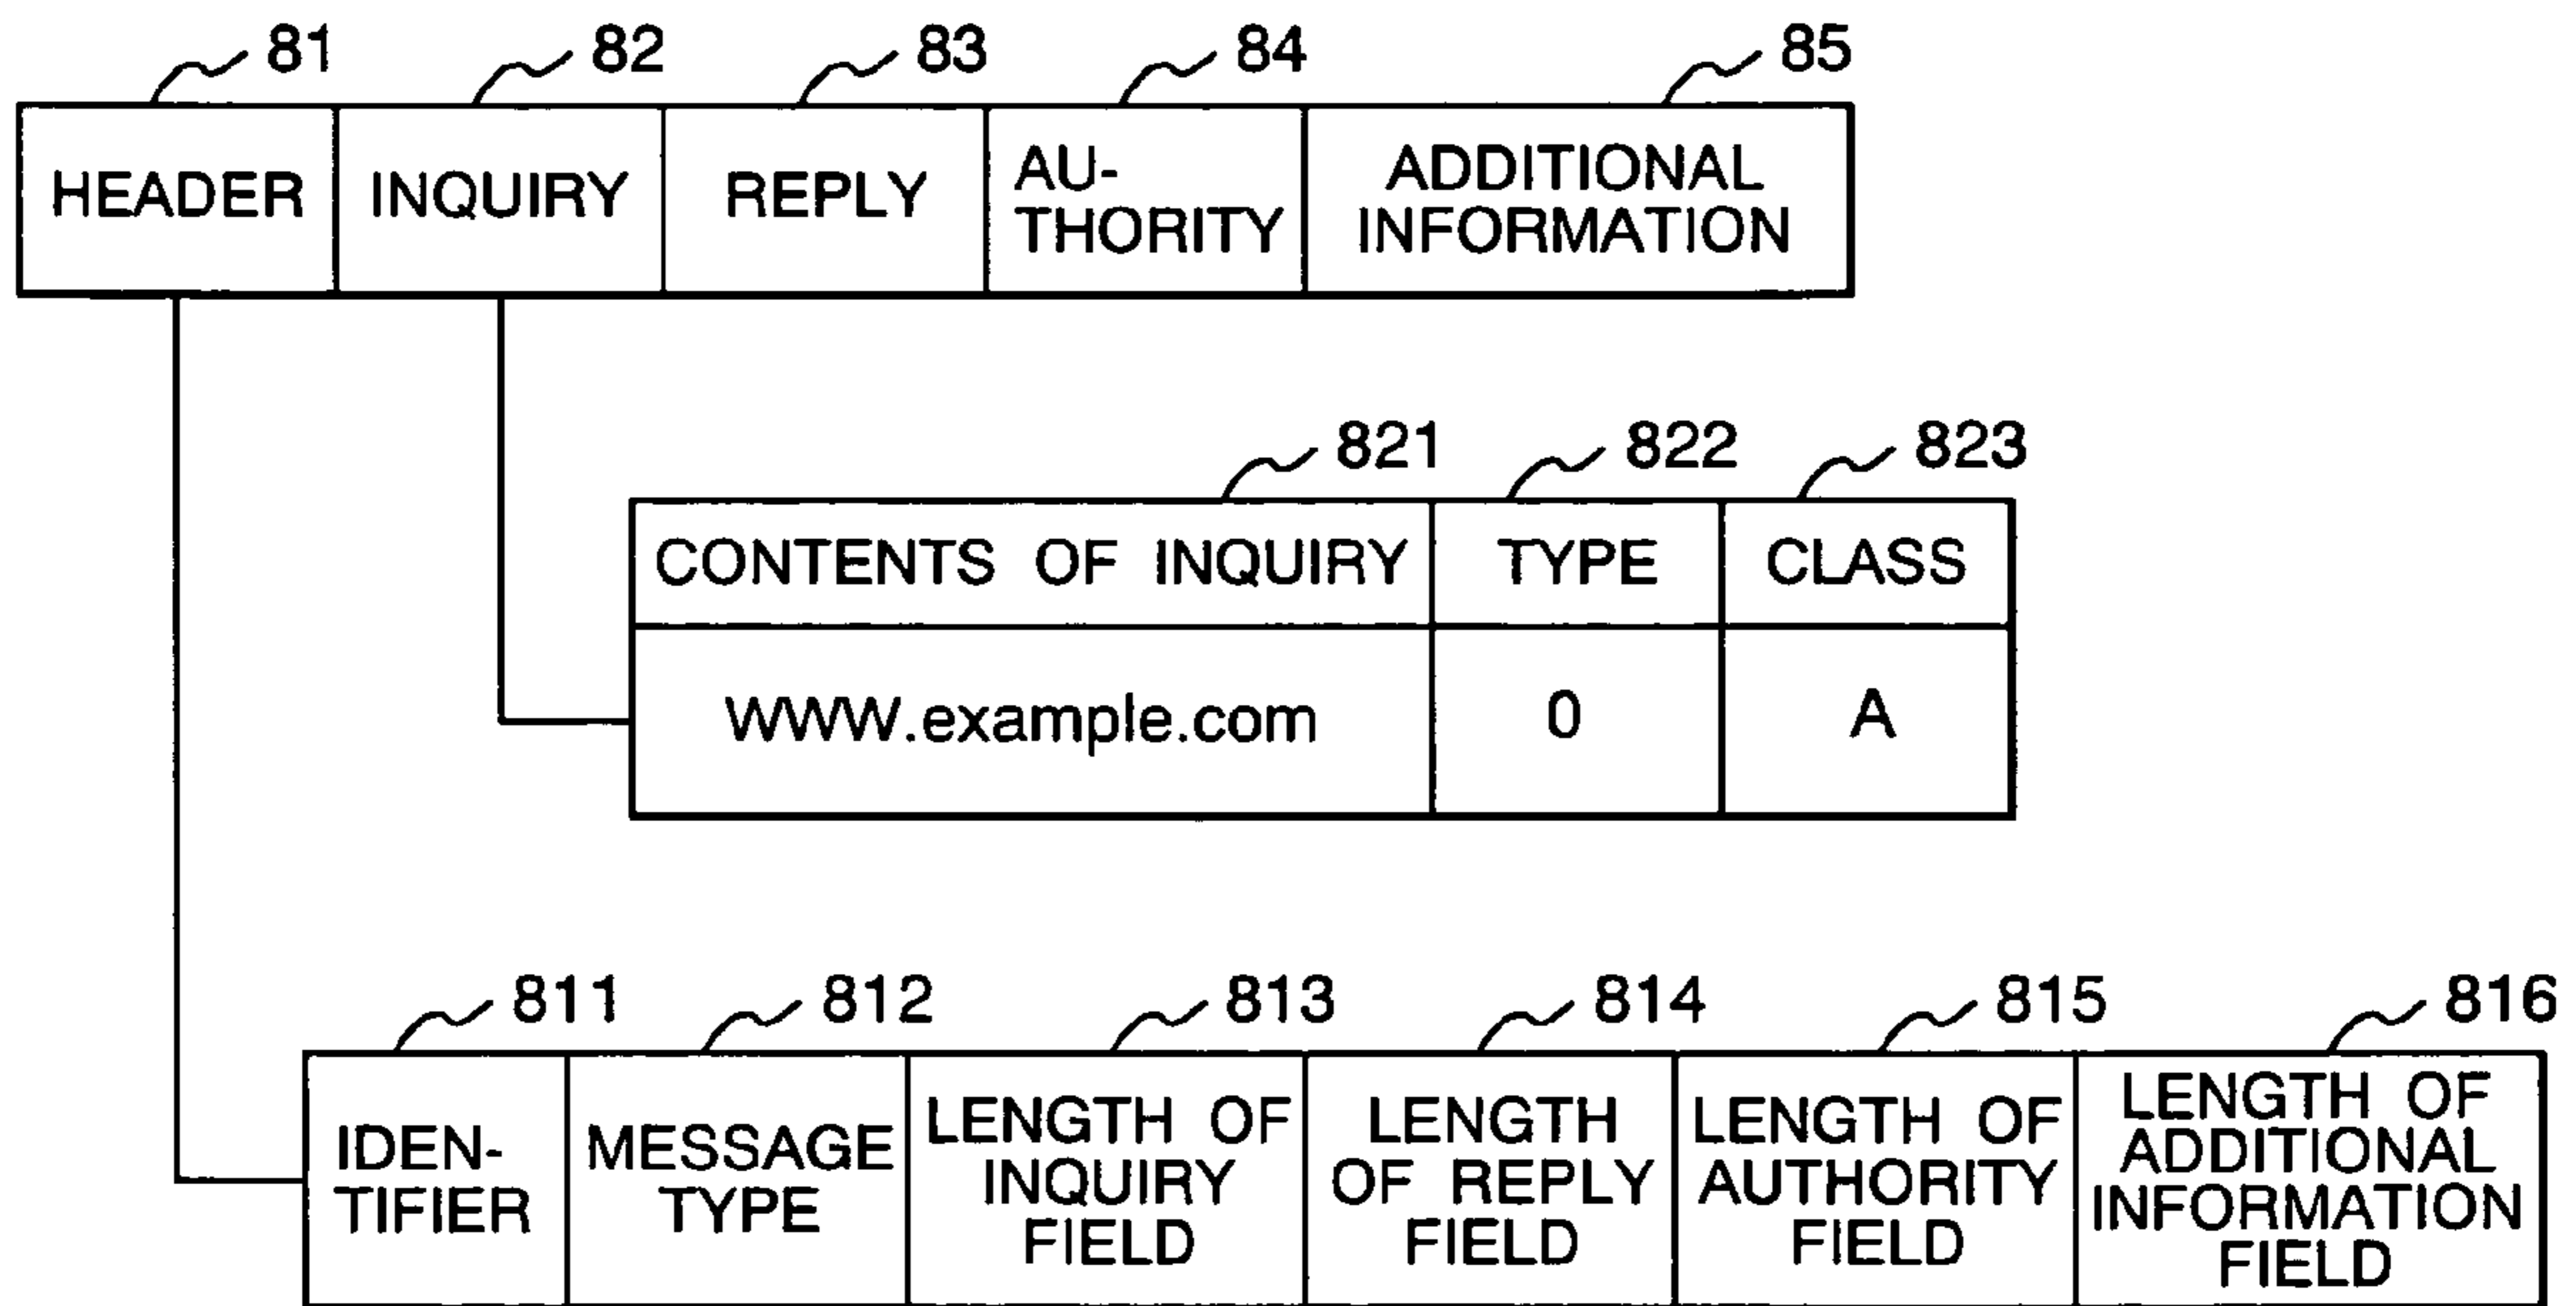 81 82 83 84 85
HEADER INQUIRY REPLY AU-
THORITY ADDITIONAL
INFORMATION
821 822 823
CONTENTS OF INQUIRY TYPE CLASS
WWW.example.com 0 A
811 812 813 814 815 816
IDEN-
TIFIER
MESSAGE
TYPE
LENGTH OF
INQUIRY
FIELD
LENGTH
OF REPLY
FIELD
LENGTH OF
AUTHORITY
FIELD
LENGTH OF
ADDITIONAL
INFORMATION
FIELD